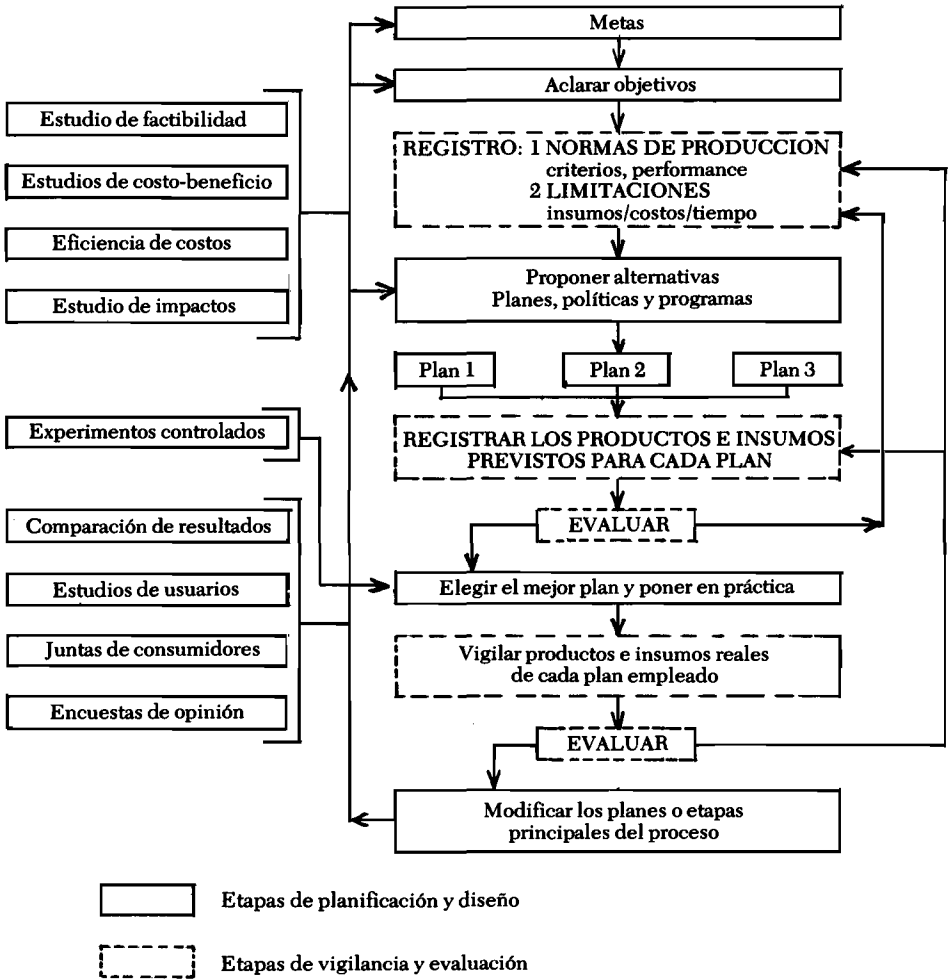 Metas
Aclarar objetivos
Estudio de factibilidad
Estudios de costo-beneficio
Eficiencia de costos
Estudio de impactos
REGISTRO: 1 NORMAS DE PRODUCCION
criterios, performance
2 LIMITACIONES
insumos/costos/tiempo
Proponer alternativas
Planes, políticas y programas
Plan 1
Plan 2
Plan 3
Experimentos controlados
REGISTRAR LOS PRODUCTOS E INSUMOS
PREVISTOS PARA CADA PLAN
EVALUAR
Comparación de resultados
Estudios de usuarios
Juntas de consumidores
Encuestas de opinión
Elegir el mejor plan y poner en práctica
Vigilar productos e insumos reales
de cada plan empleado
EVALUAR
Modificar los planes o etapas
principales del proceso
Etapas de planificación y diseño
Etapas de vigilancia y evaluación